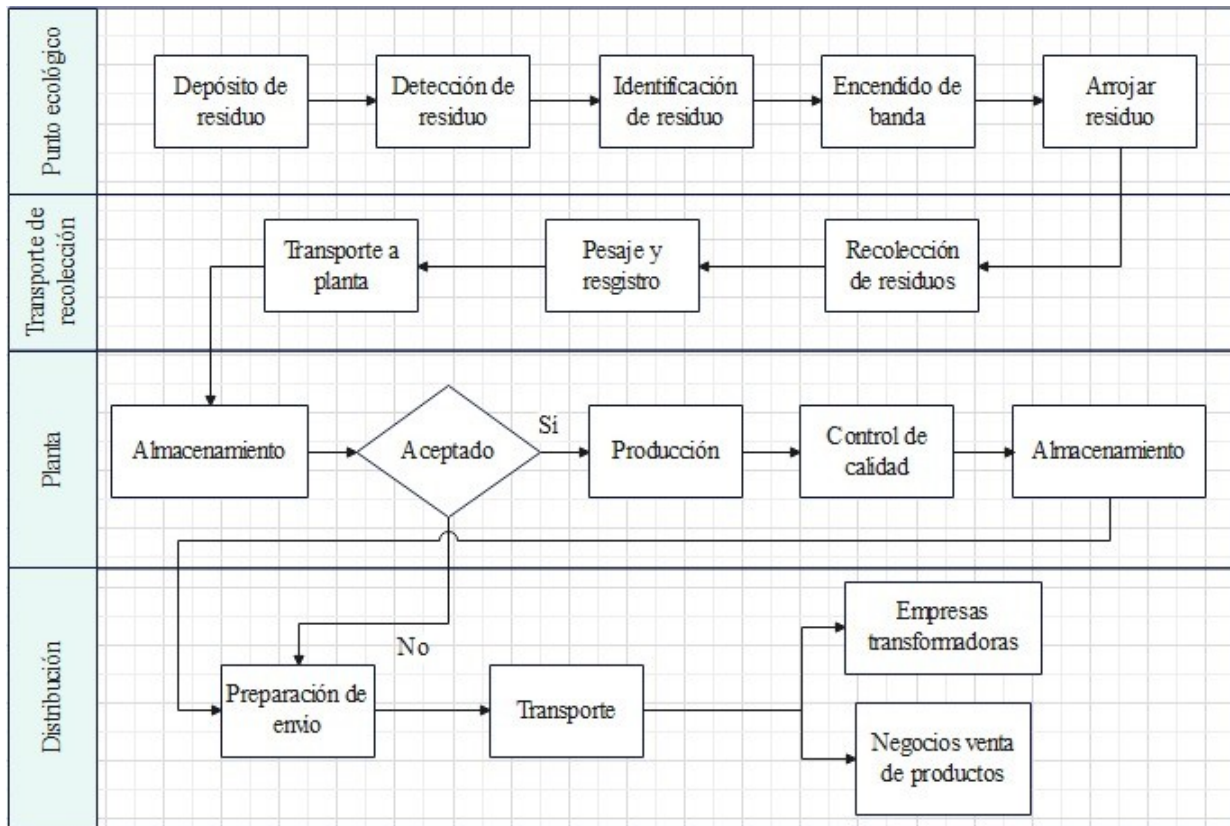 Punto ecológico
Depósito de
residuo
Detección de
residuo
Identificación
de residuo
Encendido de
banda
Arrojar
residuo
Transporte de
recolección
Transporte a
planta
Pesaje y
resgistro
Recolección
de residuos
Planta
Almacenamiento
Aceptado
Si
Producción
Control de
calidad
Almacenamiento
Distribución
No
Preparación de
envio
Transporte
Empresas
transformadoras
Negocios venta
de productos